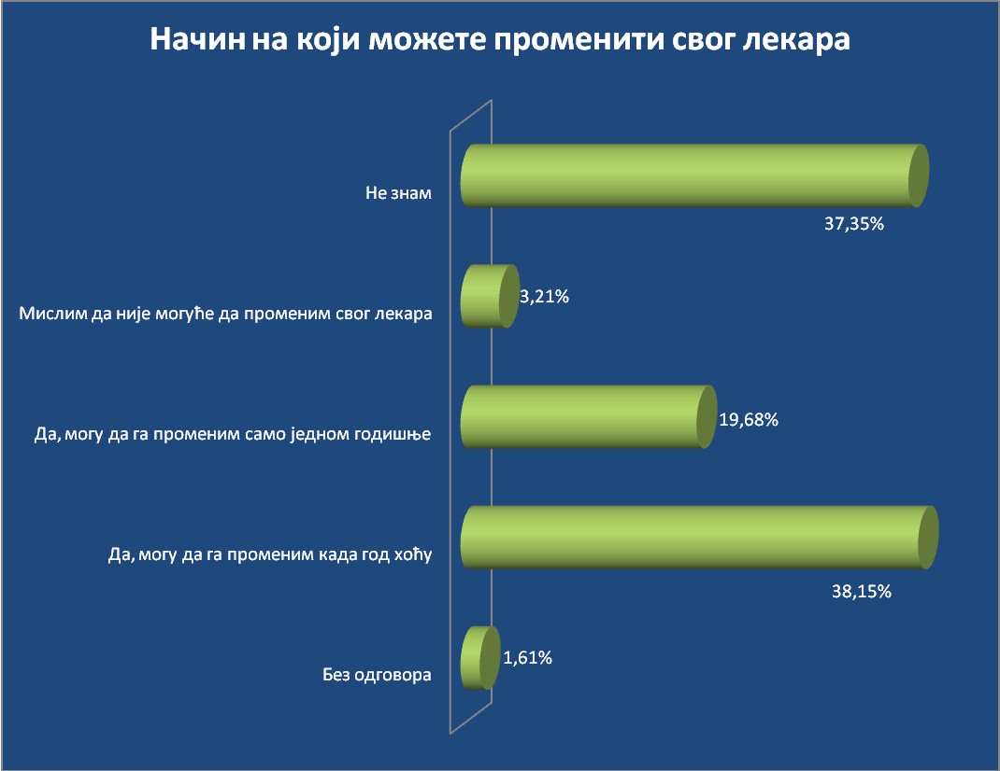 Начин на који можете променити свог лекара
Не знам
37,35%
Мислим да није могуће да променим свог лекара
3,21%
Да, могу да га променим само једном годишње
19,68%
Да, могу да га променим када год хоћу
38,15%
Без одговора
1,61%